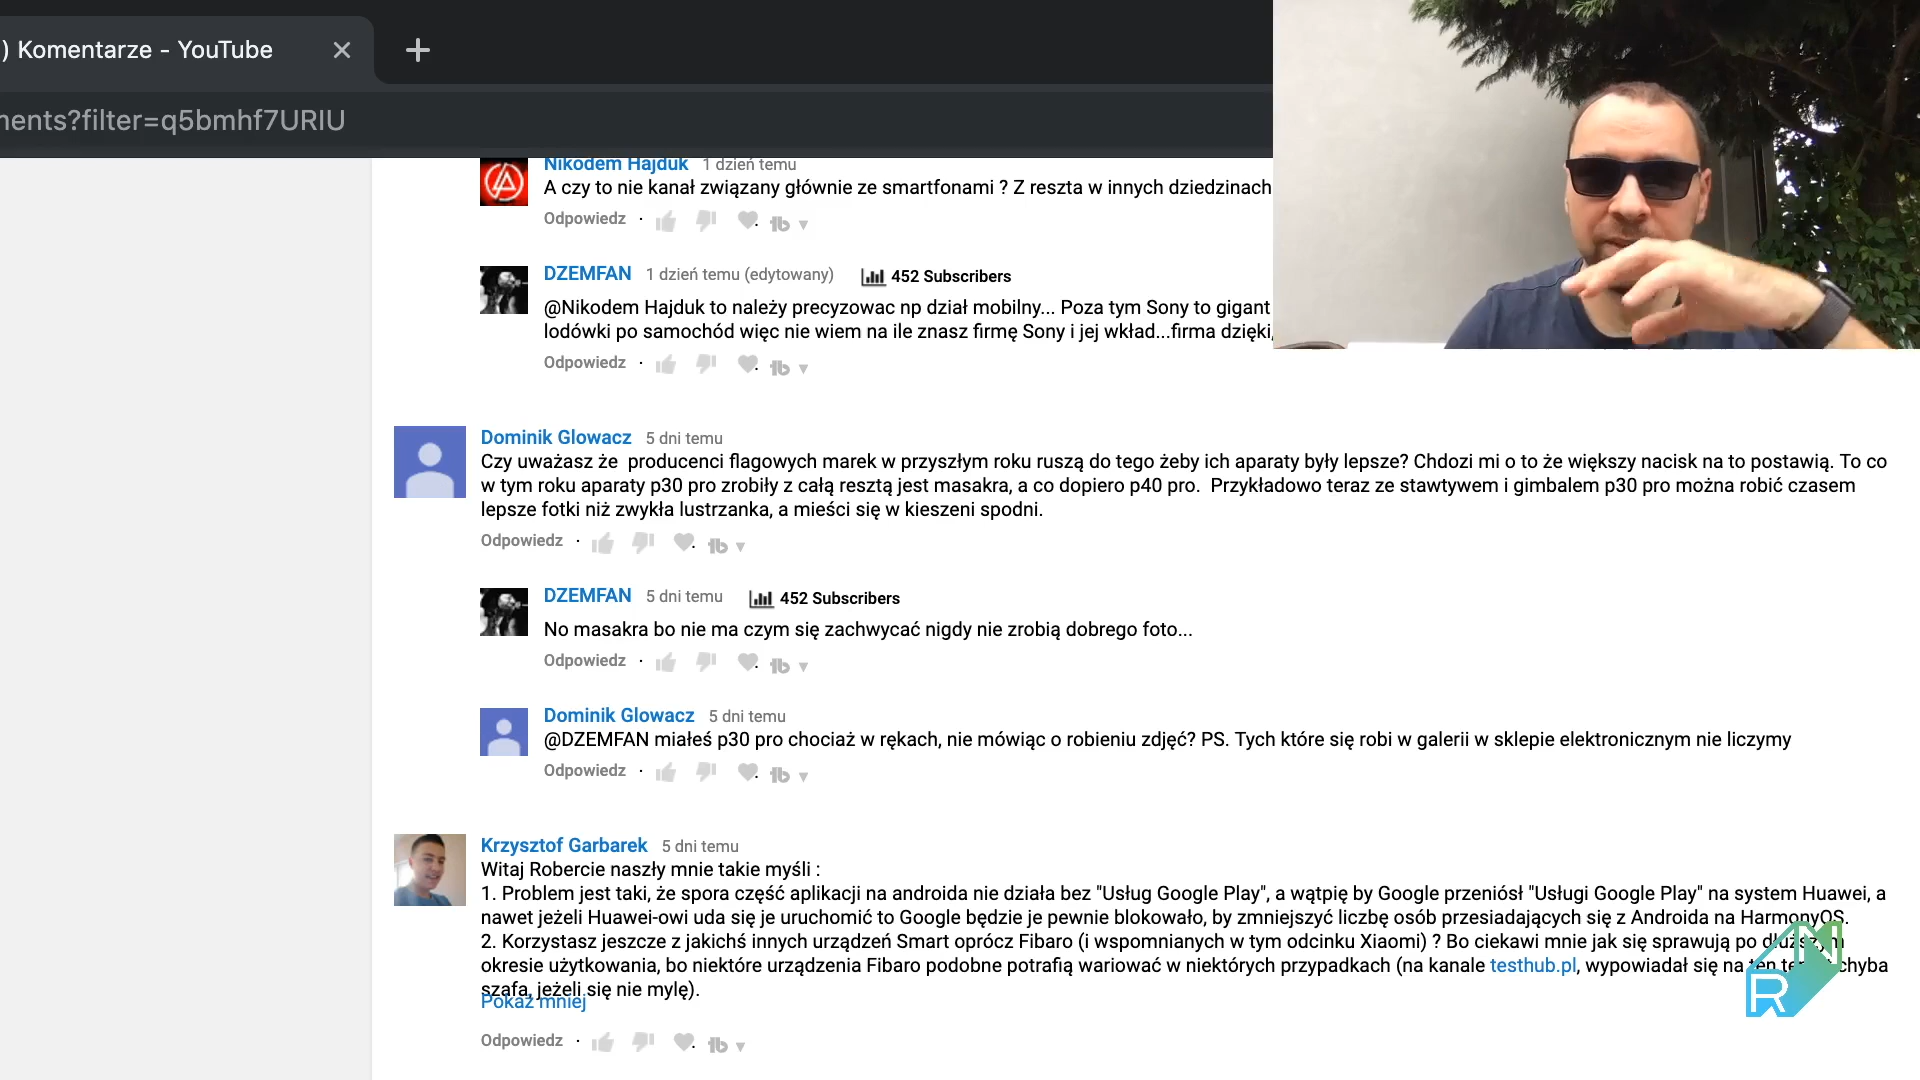 ) Komentarze - YouTube
ments?filter=q5bmhf7URIU
Nikodem Hajduk 1 dzień temu
A czy to nie kanał związany głównie ze smartfonami ? Z reszta w innych dziedzinach
Odpowiedz
DZEMFAN 1 dzień temu (edytowany) 452 Subscribers
@Nikodem Hajduk to należy precyzowac np dział mobilny... Poza tym Sony to gigant
lodówki po samochód więc nie wiem na ile znasz firmę Sony i jej wkład...firma dzięki,
Odpowiedz
Dominik Glowacz 5 dni temu
Czy uważasz że producenci flagowych marek w przyszłym roku ruszą do tego żeby ich aparaty były lepsze? Chdozi mi o to że większy nacisk na to postawią. To co
w tym roku aparaty p30 pro zrobiły z całą resztą jest masakra, a co dopiero p40 pro. Przykładowo teraz ze stawtywem i gimbalem p30 pro można robić czasem
lepsze fotki niż zwykła lustrzanka, a mieści się w kieszeni spodni.
Odpowiedz
DZEMFAN 5 dni temu 452 Subscribers
No masakra bo nie ma czym się zachwycać nigdy nie zrobią dobrego foto...
Odpowiedz
Dominik Glowacz 5 dni temu
@DZEMFAN miałeś p30 pro chociaż w rękach, nie mówiąc o robieniu zdjęć? PS. Tych które się robi w galerii w sklepie elektronicznym nie liczymy
Odpowiedz
Krzysztof Garbarek 5 dni temu
Witaj Robercie naszły mnie takie myśli :
1. Problem jest taki, że spora część aplikacji na androida nie działa bez "Usług Google Play", a wątpię by Google przeniósł "Usługi Google Play" na system Huawei, a
nawet jeżeli Huawei-owi uda się je uruchomić to Google będzie je pewnie blokowało, by zmniejszyć liczbę osób przesiadających się z Androida na HarmonyOS.
2. Korzystasz jeszcze z jakichś innych urządzeń Smart oprócz Fibaro (i wspomnianych w tym odcinku Xiaomi) ? Bo ciekawi mnie jak się sprawują po dłuższym
okresie użytkowania, bo niektóre urządzenia Fibaro podobne potrafią wariować w niektórych przypadkach (na kanale testhub.pl, wypowiadał się na ten temat chyba
szafa, jeżeli się nie mylę).
Pokaż mniej
Odpowiedz
RN